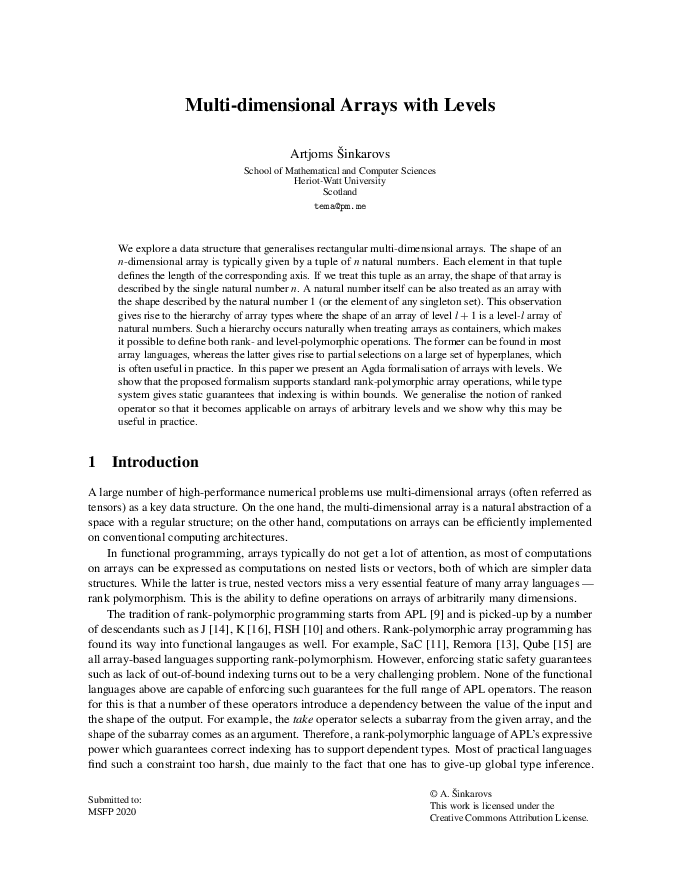 Multi-dimensional Arrays with Levels
Artjoms Šinkarovs
School of Mathematical and Computer Sciences
Heriot-Watt University
Scotland
tema@pm.me
We explore a data structure that generalises rectangular multi-dimensional arrays. The shape of an
n-dimensional array is typically given by a tuple of n natural numbers. Each element in that tuple
defines the length of the corresponding axis. If we treat this tuple as an array, the shape of that array is
described by the single natural number n. A natural number itself can be also treated as an array with
the shape described by the natural number 1 (or the element of any singleton set). This observation
gives rise to the hierarchy of array types where the shape of an array of level l + 1 is a level-l array of
natural numbers. Such a hierarchy occurs naturally when treating arrays as containers, which makes
it possible to define both rank- and level-polymorphic operations. The former can be found in most
array languages, whereas the latter gives rise to partial selections on a large set of hyperplanes, which
is often useful in practice. In this paper we present an Agda formalisation of arrays with levels. We
show that the proposed formalism supports standard rank-polymorphic array operations, while type
system gives static guarantees that indexing is within bounds. We generalise the notion of ranked
operator so that it becomes applicable on arrays of arbitrary levels and we show why this may be
useful in practice.
1 Introduction
A large number of high-performance numerical problems use multi-dimensional arrays (often referred as
tensors) as a key data structure. On the one hand, the multi-dimensional array is a natural abstraction of a
space with a regular structure; on the other hand, computations on arrays can be efficiently implemented
on conventional computing architectures.
In functional programming, arrays typically do not get a lot of attention, as most of computations
on arrays can be expressed as computations on nested lists or vectors, both of which are simpler data
structures. While the latter is true, nested vectors miss a very essential feature of many array languages —
rank polymorphism. This is the ability to define operations on arrays of arbitrarily many dimensions.
The tradition of rank-polymorphic programming starts from APL [9] and is picked-up by a number
of descendants such as J [14], K [16], FISH [10] and others. Rank-polymorphic array programming has
found its way into functional langauges as well. For example, SaC [11], Remora [13], Qube [15] are
all array-based languages supporting rank-polymorphism. However, enforcing static safety guarantees
such as lack of out-of-bound indexing turns out to be a very challenging problem. None of the functional
languages above are capable of enforcing such guarantees for the full range of APL operators. The reason
for this is that a number of these operators introduce a dependency between the value of the input and
the shape of the output. For example, the take operator selects a subarray from the given array, and the
shape of the subarray comes as an argument. Therefore, a rank-polymorphic language of APL's expressive
power which guarantees correct indexing has to support dependent types. Most of practical languages
find such a constraint too harsh, due mainly to the fact that one has to give-up global type inference.
Submitted to:
MSFP 2020
© A. Šinkarovs
This work is licensed under the
Creative Commons Attribution License.